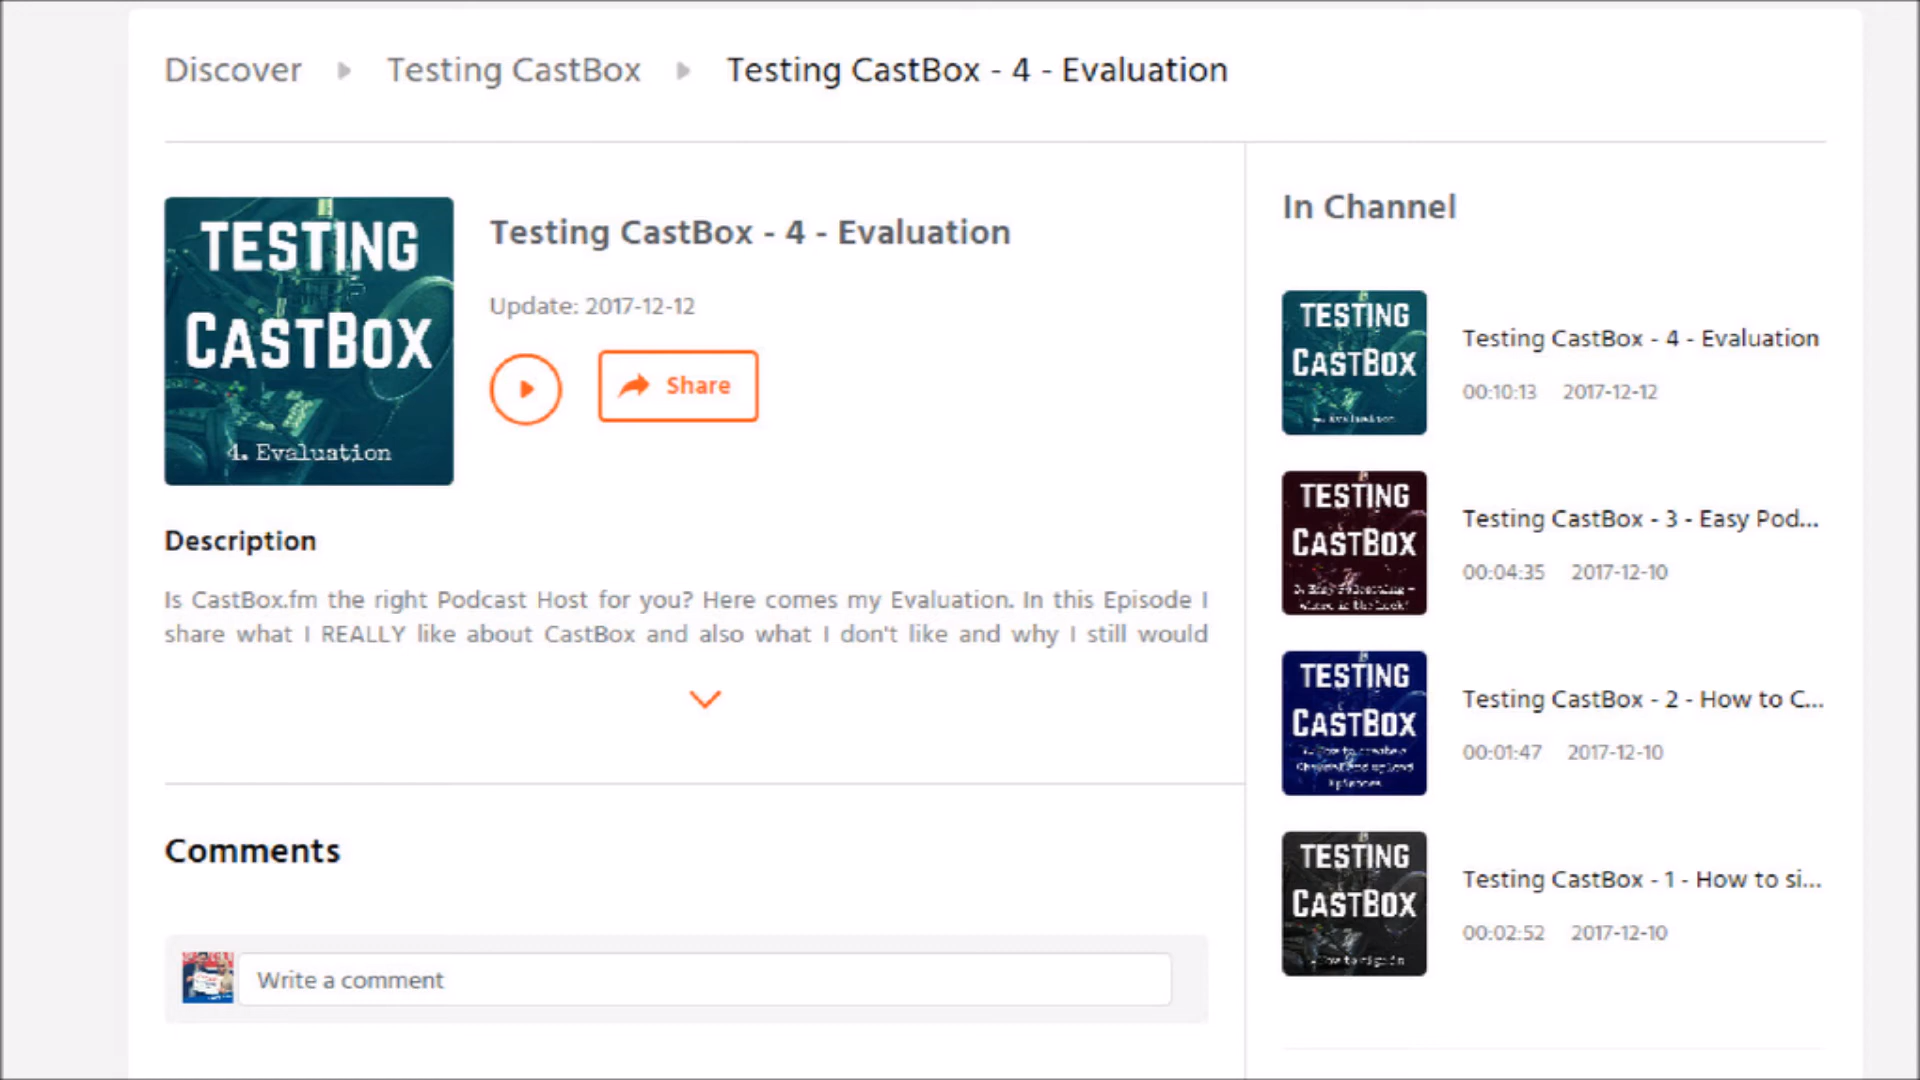 Discover
Testing CastBox
Testing CastBox - 4 - Evaluation
TESTING
CASTBOX
4. Evaluation
Testing CastBox - 4 - Evaluation
Update: 2017-12-12
Share
Description
Is CastBox.fm the right Podcast Host for you? Here comes my Evaluation. In this Episode I
share what I REALLY like about CastBox and also what I don't like and why I still would
Comments
Write a comment
In Channel
TESTING
CASTBOX
4. Evaluation
Testing CastBox - 4 - Evaluation
00:10:13 2017-12-12
TESTING
CASTBOX
Testing CastBox - 3 - Easy Pod...
00:04:35 2017-12-10
TESTING
CASTBOX
Testing CastBox - 2 - How to C...
00:01:47 2017-12-10
TESTING
CASTBOX
Testing CastBox - 1 - How to si...
00:02:52 2017-12-10